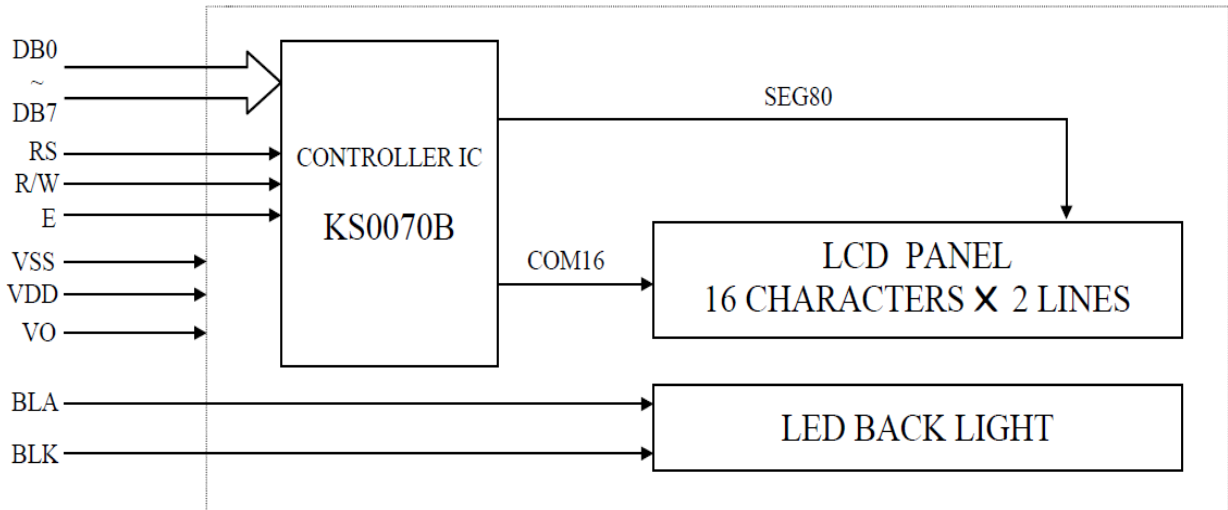 DB0
~
DB7
RS
R/W
E
VSS
VDD
VO
BLA
BLK
CONTROLLER IC
KS0070B
SEG80
COM16
LCD PANEL
16 CHARACTERS X 2 LINES
LED BACK LIGHT